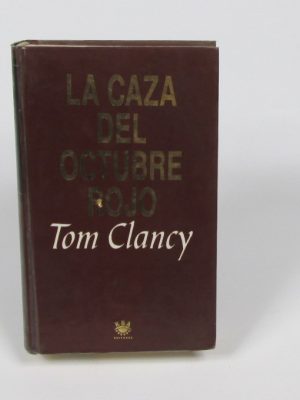 LA CAZA
DEL
OCTUBRE
ROJO
Tom Clancy